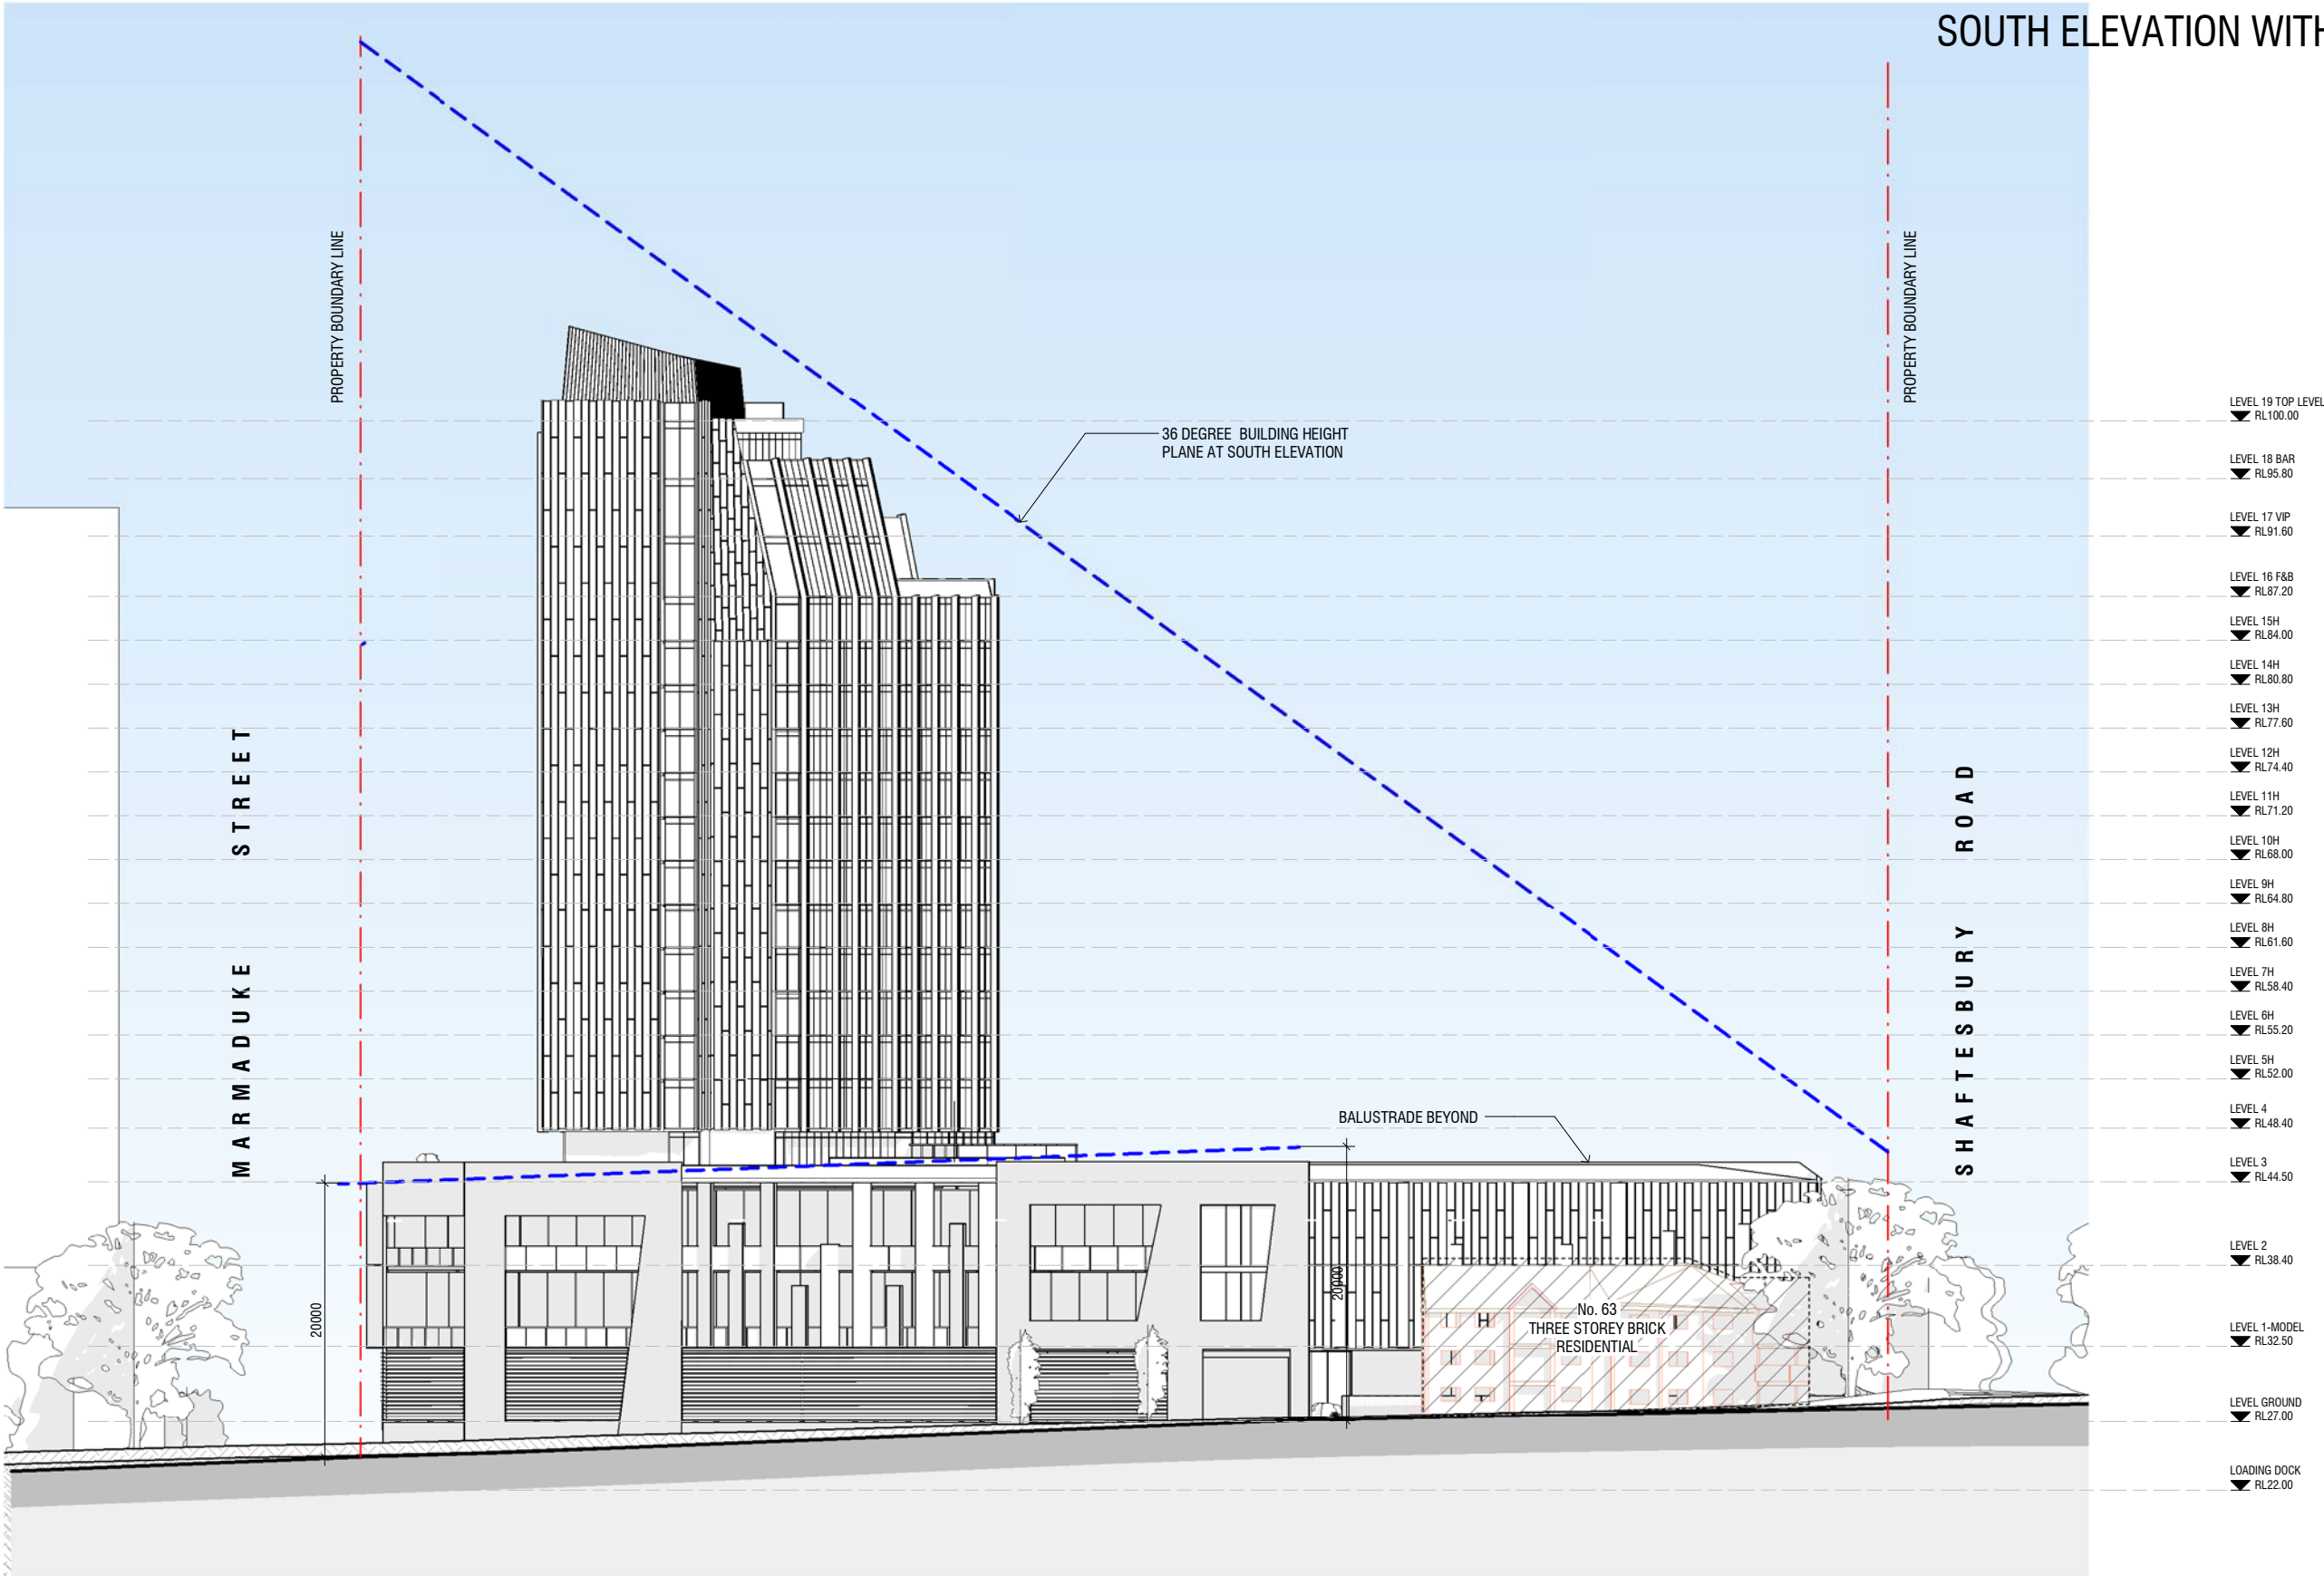 SOUTH ELEVATION WITH
PROPERTY BOUNDARY LINE
PROPERTY BOUNDARY LINE
36 DEGREE BUILDING HEIGHT
PLANE AT SOUTH ELEVATION
MARMADUKE STREET
SHAFTESBURY ROAD
BALUSTRADE BEYOND
20000
20000
No. 63
THREE STOREY BRICK
RESIDENTIAL
LEVEL 19 TOP LEVEL
RL100.00
LEVEL 18 BAR
RL95.80
LEVEL 17 VIP
RL91.60
LEVEL 16 F&B
RL87.20
LEVEL 15H
RL84.00
LEVEL 14H
RL80.80
LEVEL 13H
RL77.60
LEVEL 12H
RL74.40
LEVEL 11H
RL71.20
LEVEL 10H
RL68.00
LEVEL 9H
RL64.80
LEVEL 8H
RL61.60
LEVEL 7H
RL58.40
LEVEL 6H
RL55.20
LEVEL 5H
RL52.00
LEVEL 4
RL48.40
LEVEL 3
RL44.50
LEVEL 2
RL38.40
LEVEL 1-MODEL
RL32.50
LEVEL GROUND
RL27.00
LOADING DOCK
RL22.00